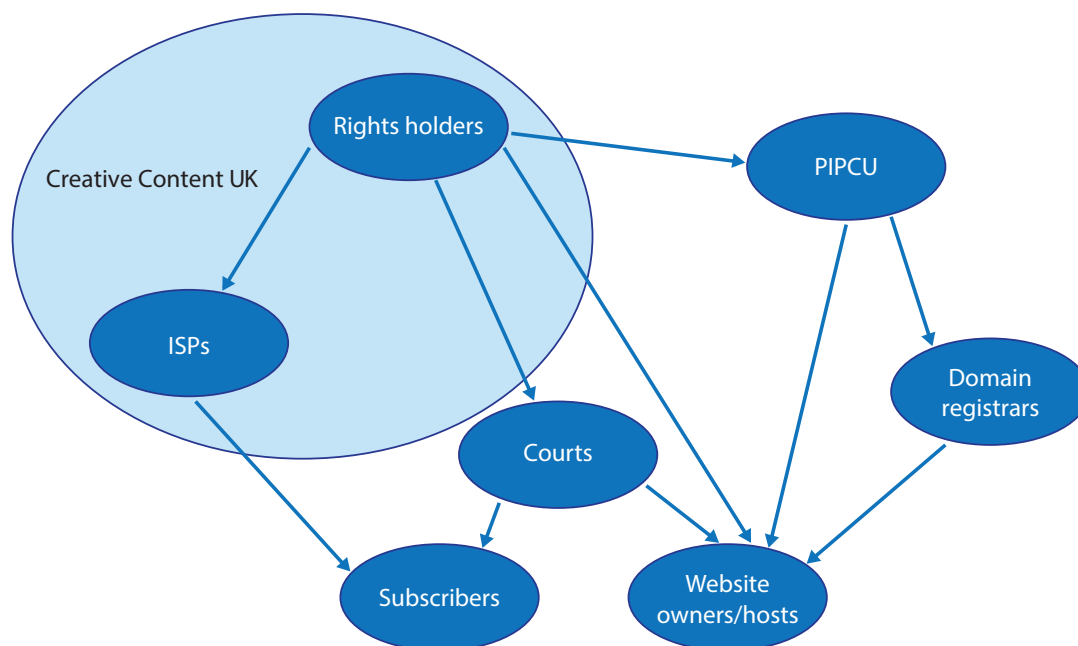 Rights holders
PIPCU
Creative Content UK
ISPs
Domain
registrars
Courts
Subscribers
Website
owners/hosts